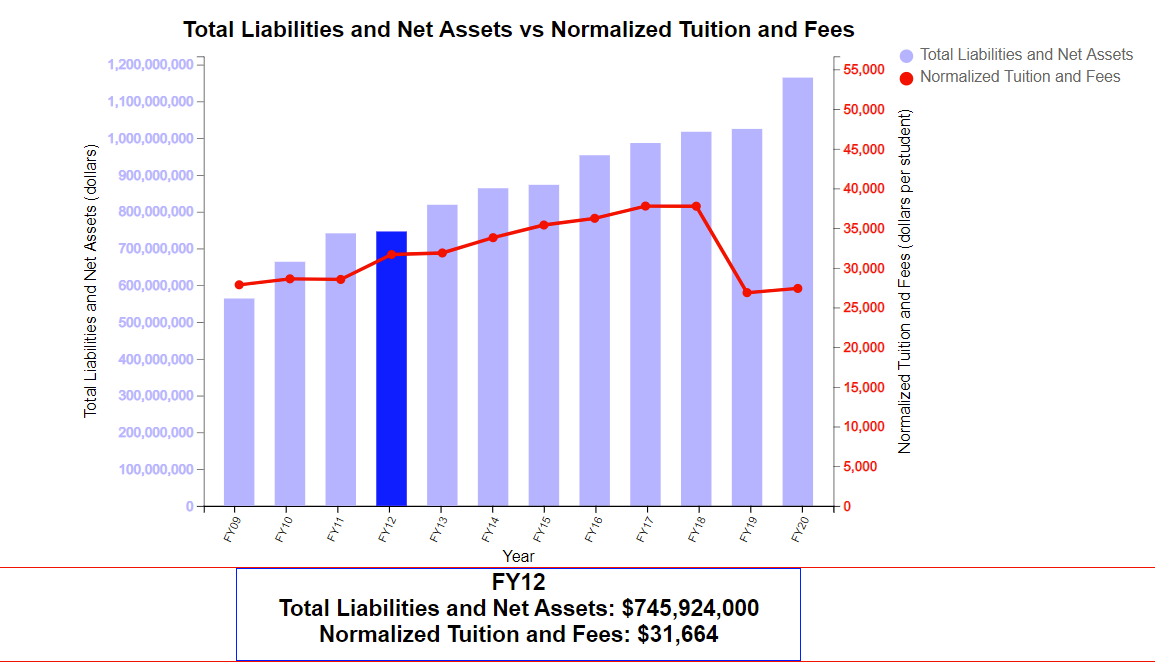 Total Liabilities and Net Assets vs Normalized Tuition and Fees
Total Liabilities and Net Assets
Normalized Tuition and Fees
Total Liabilities and Net Assets (dollars)
1,200,000,000
1,100,000,000
1,000,000,000
900,000,000
800,000,000
700,000,000
600,000,000
500,000,000
400,000,000
300,000,000
200,000,000
100,000,000
0
55,000
50,000
45,000
40,000
35,000
30,000
25,000
20,000
15,000
10,000
5,000
0
Normalized Tuition and Fees (dollars per student)
FY09
FY10
FY11
FY12
FY13
FY14
FY15
FY16
FY17
FY18
FY19
FY20
Year
FY12
Total Liabilities and Net Assets: $745,924,000
Normalized Tuition and Fees: $31,664